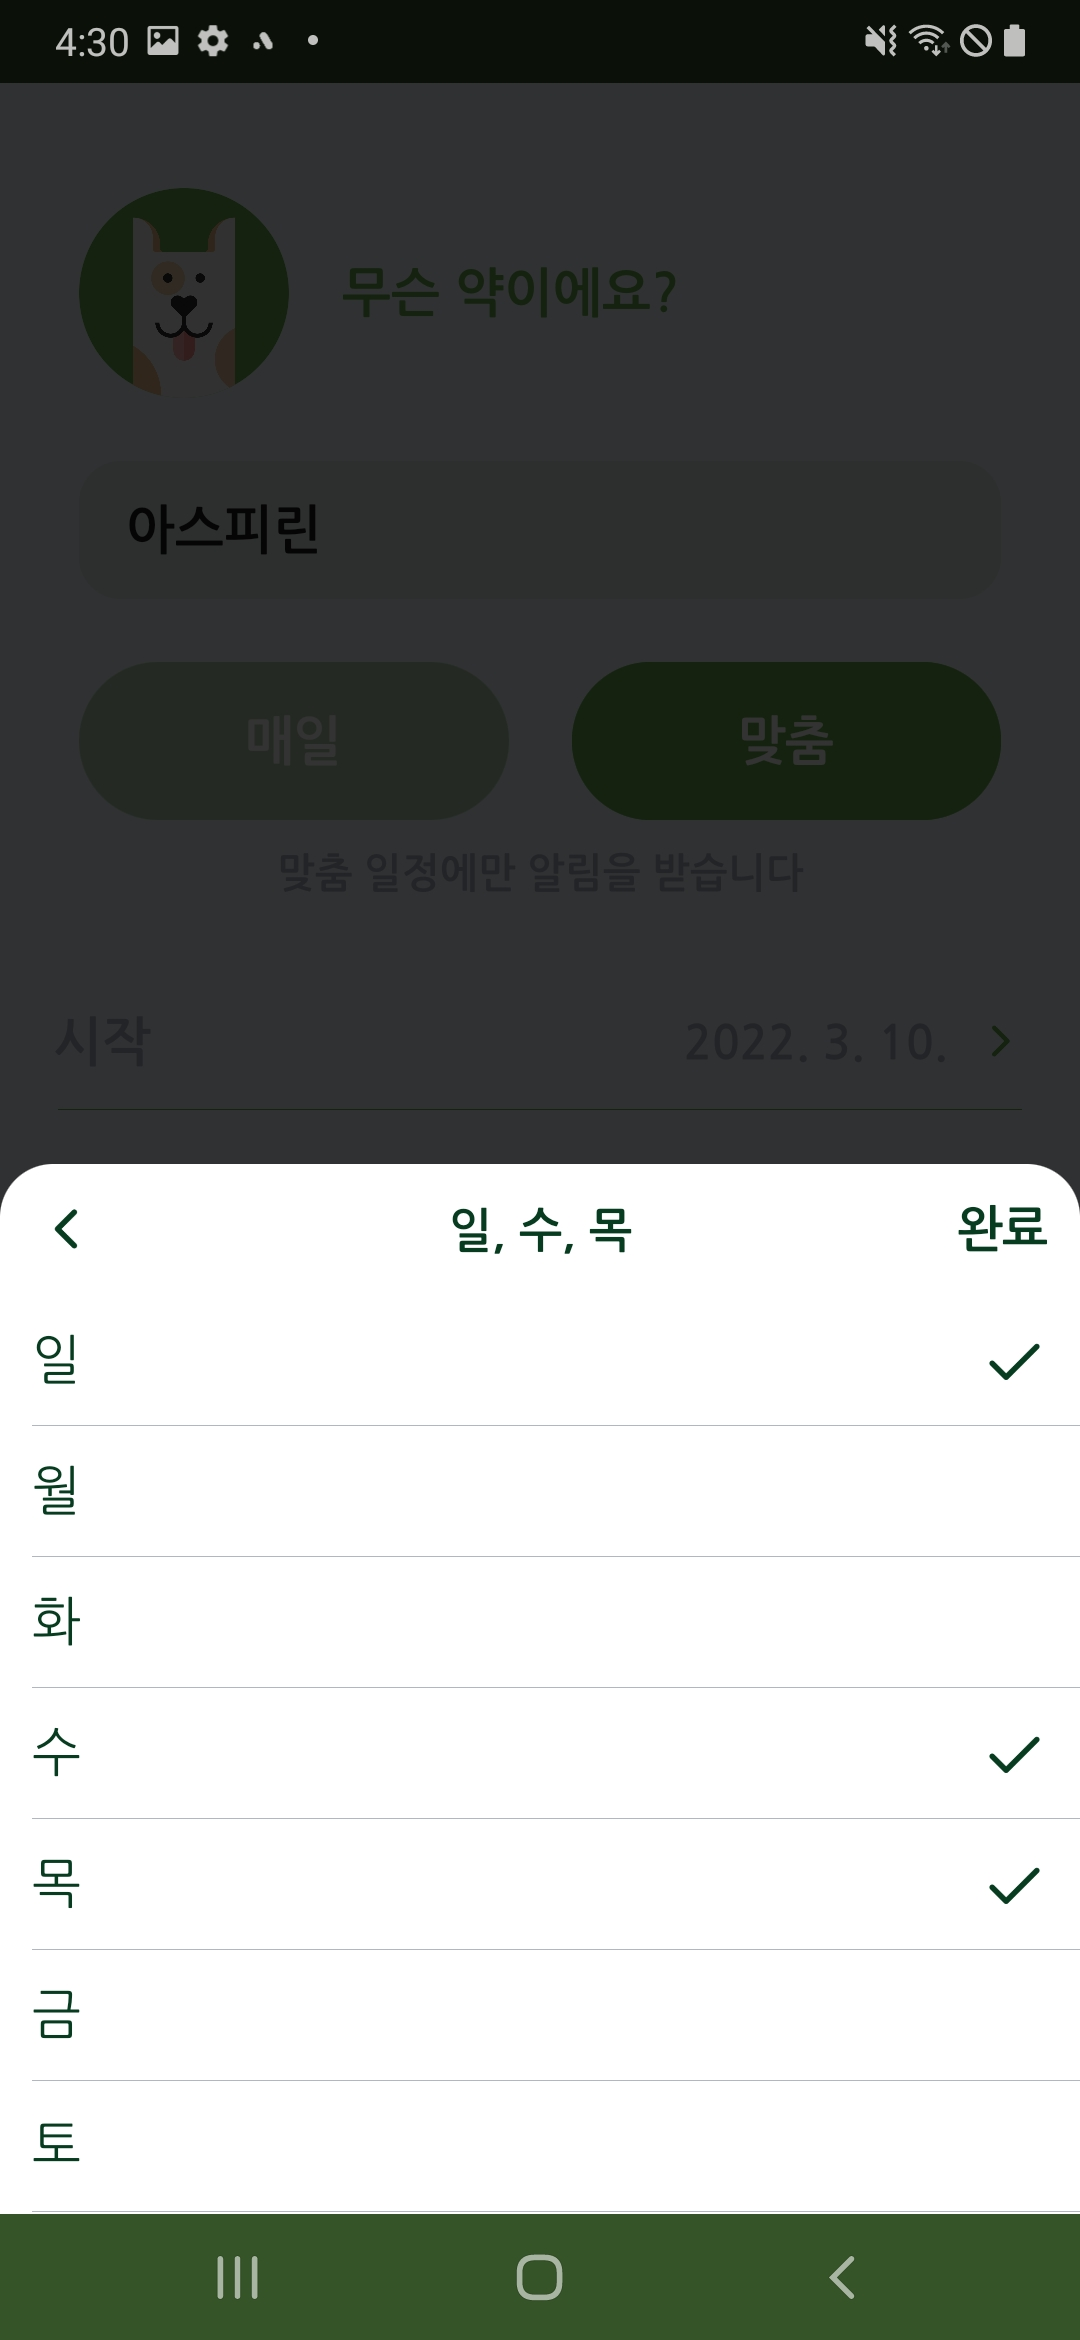 4:30
무슨 약이에요?
아스피린
매일 맞춤
맞춤 일정에만 알림을 받습니다
시작 2022. 3. 10.
일, 수, 목 완료
일
월
화
수
목
금
토